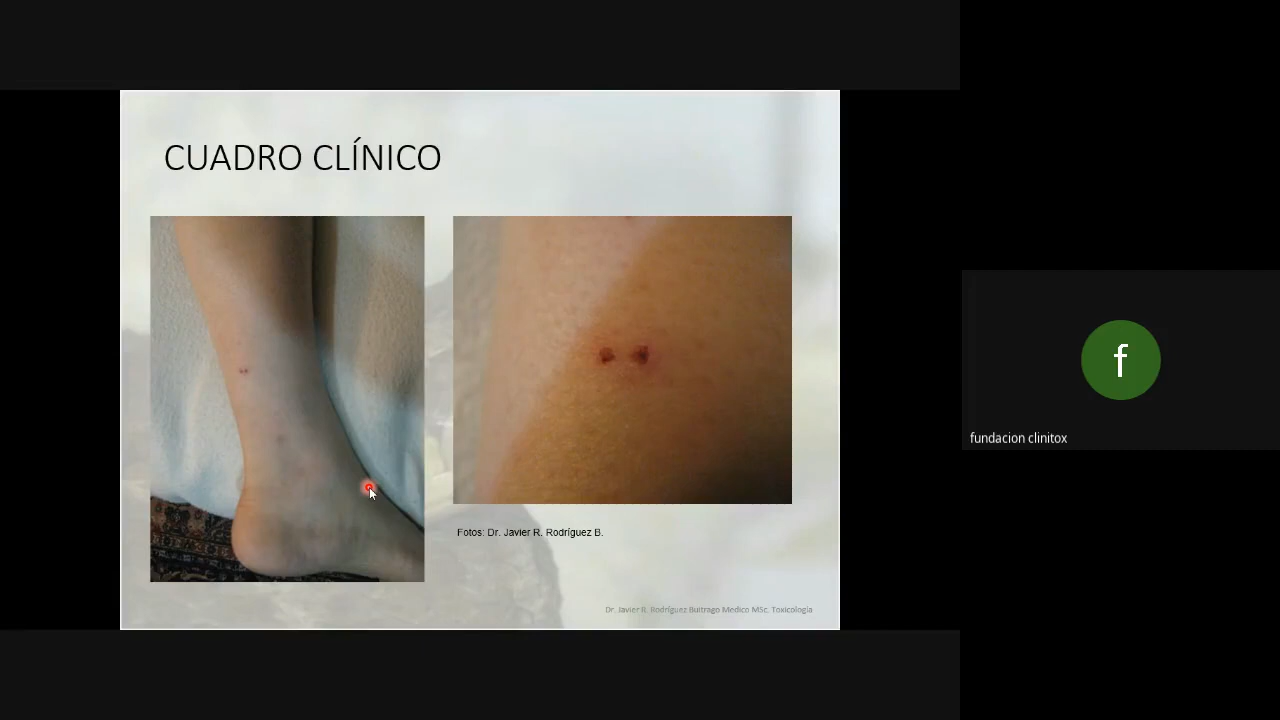 CUADRO CLÍNICO
Fotos: Dr. Javier R. Rodríguez B.
Dr. Javier R. Rodríguez Buitrago Medico MSc. Toxicología
f
fundacion clinitox